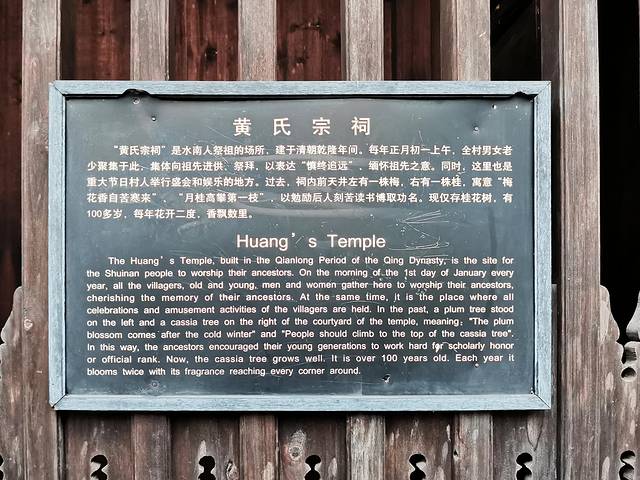 黄氏宗祠
“黄氏宗祠”是水南人祭祖的场所，建于清朝乾隆年间，每年正月初一上午，全村男女老
少聚集于此，集体向祖先进供、祭拜，以表达“慎终追远”、缅怀祖先之意。同时，这里也是
重大节日村人举行盛会和娱乐的地方。过去，祠内前天井左有一株梅，右有一株桂，寓意“梅
花香自苦寒来”、“月桂高攀第一枝”，以勉励后人刻苦读书博取功名。现仅存桂花树，有
100多岁，每年花开二度，香飘数里。
Huang’s Temple
The Huang’s Temple, built in the Qianlong Period of the Qing Dynasty, is the site for
the Shuinan people to worship their ancestors. On the morning of the 1st day of January every
year, all the villagers, old and young, men and women gather here to worship their ancestors,
cherishing the memory of their ancestors. At the same time, it is the place where all
celebrations and amusement activities of the villagers are held. In the past, a plum tree stood
on the left and a cassia tree on the right of the courtyard of the temple, meaning: "The plum
blossom comes after the cold winter" and "People should climb to the top of the cassia tree".
In this way, the ancestors encouraged their young generations to work hard for scholarly honor
or official rank. Now, the cassia tree grows well. It is over 100 years old. Each year it
blooms twice with its fragrance reaching every corner around.